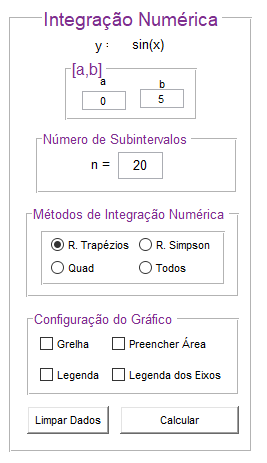 Integração Numérica
y : sin(x)
[a,b]
a b
0 5
Número de Subintervalos
n = 20
Métodos de Integração Numérica
R. Trapézios R. Simpson
Quad Todos
Configuração do Gráfico
Grelha Preencher Área
Legenda Legenda dos Eixos
Limpar Dados Calcular